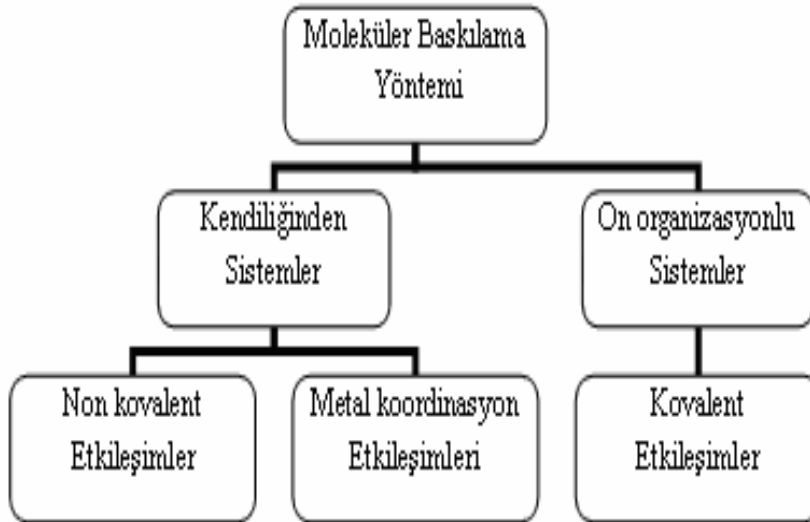 Moleküler Baskılama
Yöntemi
Kendiliğinden
Sistemler
On organizasyonlu
Sistemler
Non kovalent
Etkileşimler
Metal koordinasyon
Etkileşimleri
Kovalent
Etkileşimler